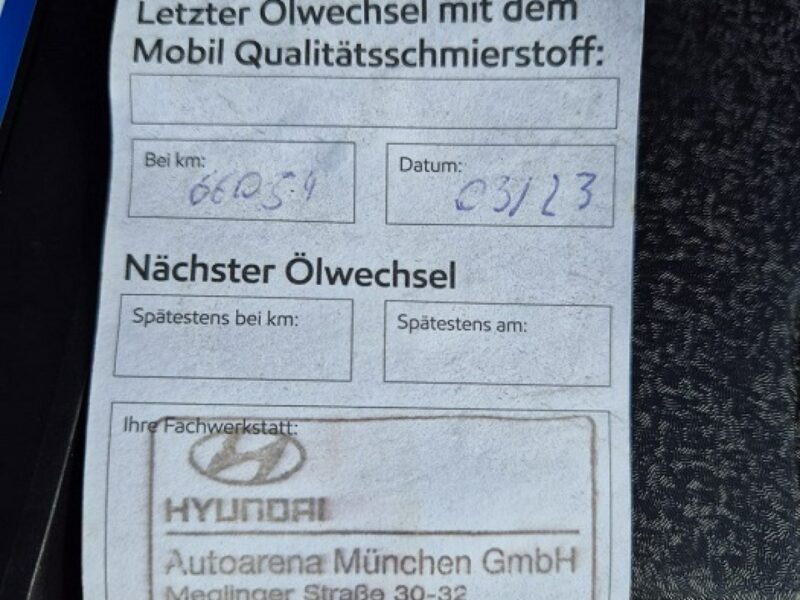 Letzter Ölwechsel mit dem
Mobil Qualitätsschmierstoff:
Bei km: 66054
Datum: 03/23
Nächster Ölwechsel
Spätestens bei km:
Spätestens am:
Ihre Fachwerkstatt:
HYUNDAI
Autoarena München GmbH
Meglinger Straße 30-32